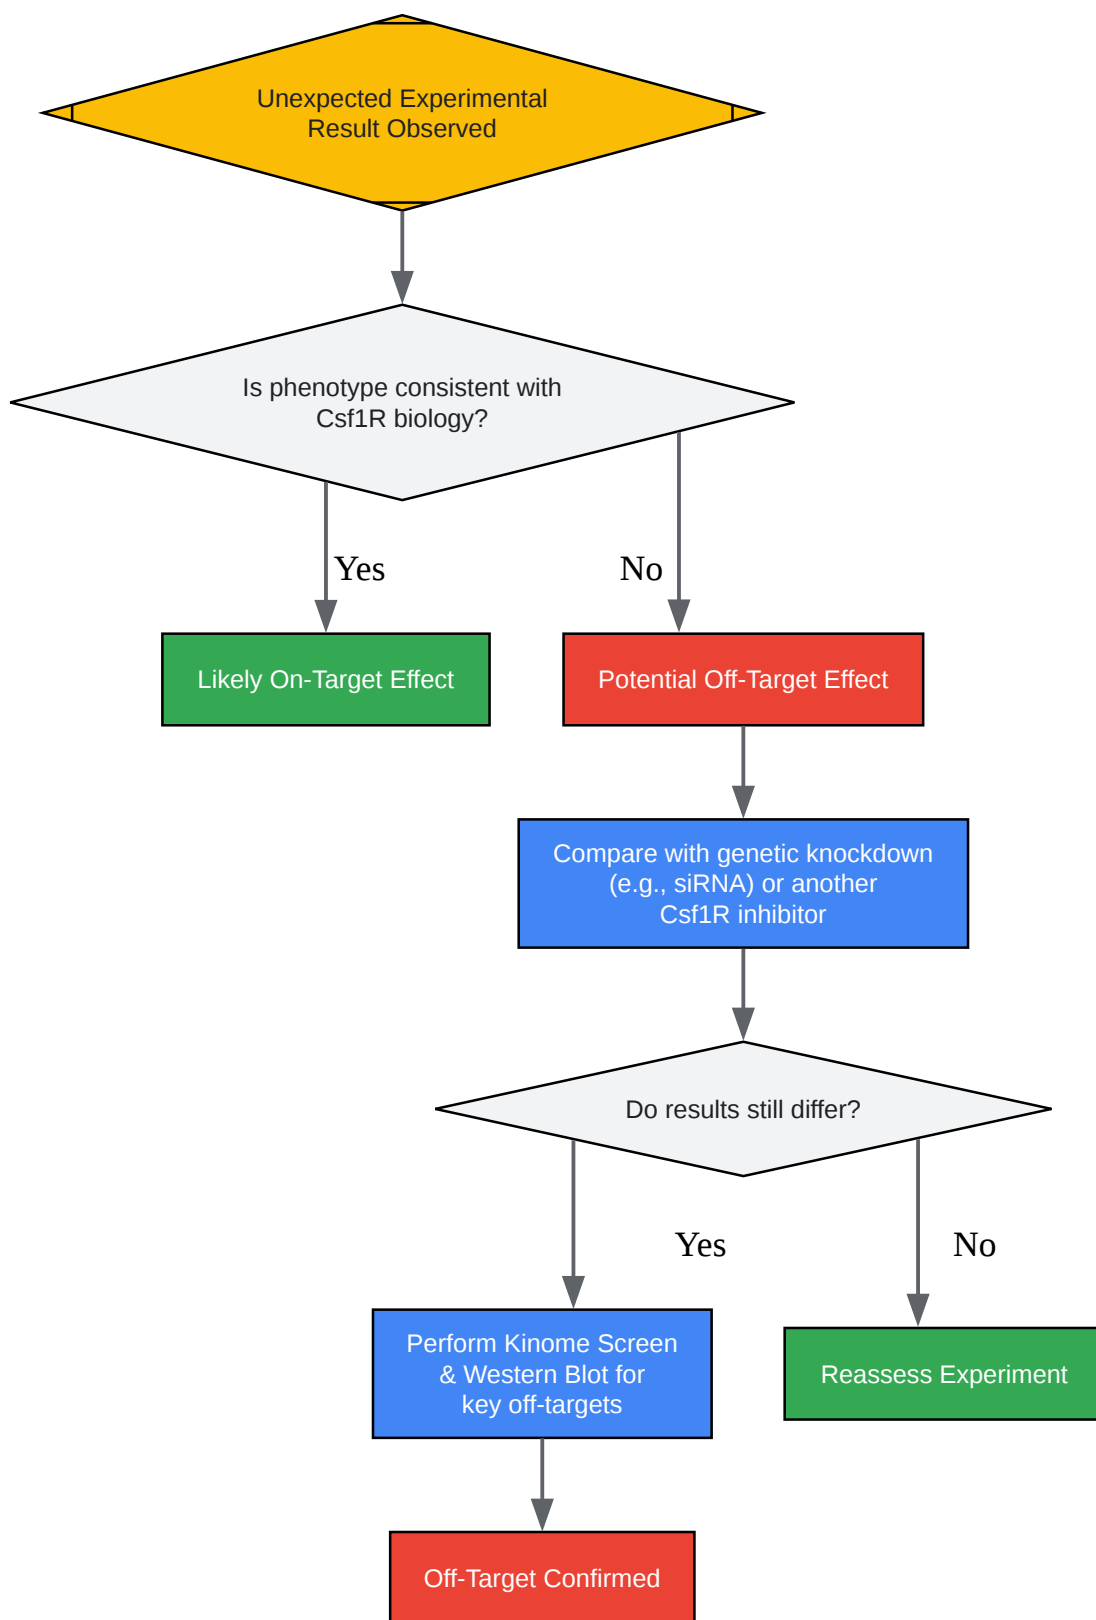 Unexpected Experimental
Result Observed
Is phenotype consistent with
Csf1R biology?
Yes
No
Likely On-Target Effect
Potential Off-Target Effect
Compare with genetic knockdown
(e.g., siRNA) or another
Csf1R inhibitor
Do results still differ?
Yes
No
Perform Kinome Screen
& Western Blot for
key off-targets
Reassess Experiment
Off-Target Confirmed